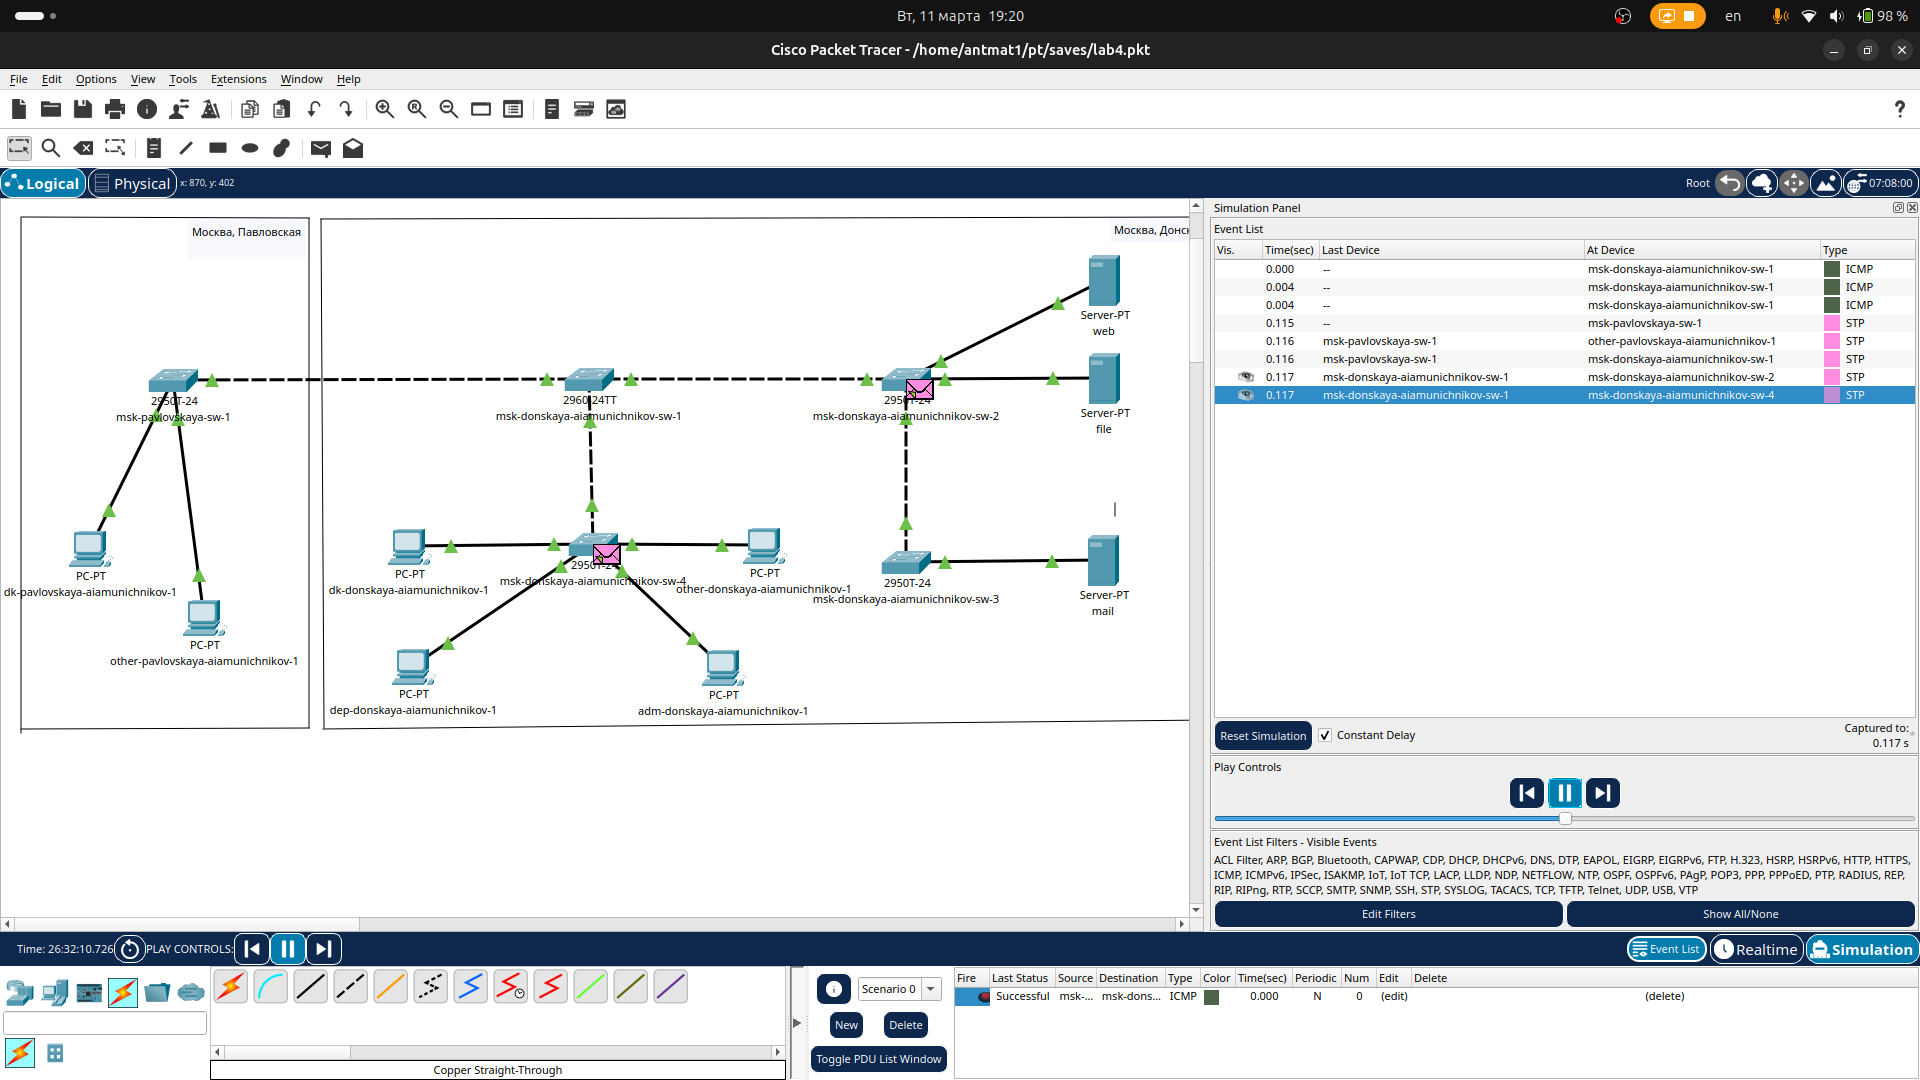 Вт, 11 марта 19:20
en
98 %
Cisco Packet Tracer - /home/antmat1/pt/saves/lab4.pkt
File Edit Options View Tools Extensions Window Help
Logical Physical x: 870, y: 402
Root 07:08:00
Москва, Павловская
Москва, Донск
Server-PT
web
Server-PT
file
2950T-24
msk-pavlovskaya-sw-1
2960-24TT
msk-donskaya-aiamunichnikov-sw-1
2950T-24
msk-donskaya-aiamunichnikov-sw-2
PC-PT
dk-pavlovskaya-aiamunichnikov-1
PC-PT
other-pavlovskaya-aiamunichnikov-1
PC-PT
dk-donskaya-aiamunichnikov-1
2950T-24
msk-donskaya-aiamunichnikov-sw-4
PC-PT
other-donskaya-aiamunichnikov-1
2950T-24
msk-donskaya-aiamunichnikov-sw-3
Server-PT
mail
PC-PT
dep-donskaya-aiamunichnikov-1
PC-PT
adm-donskaya-aiamunichnikov-1
Simulation Panel
Event List
Vis. Time(sec) Last Device At Device Type
0.000 -- msk-donskaya-aiamunichnikov-sw-1 ICMP
0.004 -- msk-donskaya-aiamunichnikov-sw-1 ICMP
0.004 -- msk-donskaya-aiamunichnikov-sw-1 ICMP
0.115 -- msk-pavlovskaya-sw-1 STP
0.116 msk-pavlovskaya-sw-1 other-pavlovskaya-aiamunichnikov-1 STP
0.116 msk-pavlovskaya-sw-1 msk-donskaya-aiamunichnikov-sw-1 STP
0.117 msk-donskaya-aiamunichnikov-sw-1 msk-donskaya-aiamunichnikov-sw-2 STP
0.117 msk-donskaya-aiamunichnikov-sw-1 msk-donskaya-aiamunichnikov-sw-4 STP
Reset Simulation Constant Delay
Captured to:
0.117 s
Play Controls
Event List Filters - Visible Events
ACL Filter, ARP, BGP, Bluetooth, CAPWAP, CDP, DHCP, DHCPv6, DNS, DTP, EAPOL, EIGRP, EIGRPv6, FTP, H.323, HSRP, HSRPv6, HTTP, HTTPS,
ICMP, ICMPv6, IPSec, ISAKMP, IoT, IoT TCP, LACP, LLDP, NDP, NETFLOW, NTP, OSPF, OSPFv6, PAgP, POP3, PPP, PPPoED, PTP, RADIUS, REP,
RIP, RIPng, RTP, SCCP, SMTP, SNMP, SSH, STP, SYSLOG, TACACS, TCP, TFTP, Telnet, UDP, USB, VTP
Edit Filters Show All/None
Time: 26:32:10.726 PLAY CONTROLS:
Event List Realtime Simulation
Scenario 0
New Delete
Toggle PDU List Window
Copper Straight-Through
Fire Last Status Source Destination Type Color Time(sec) Periodic Num Edit Delete
Successful msk-... msk-dons... ICMP 0.000 N 0 (edit) (delete)